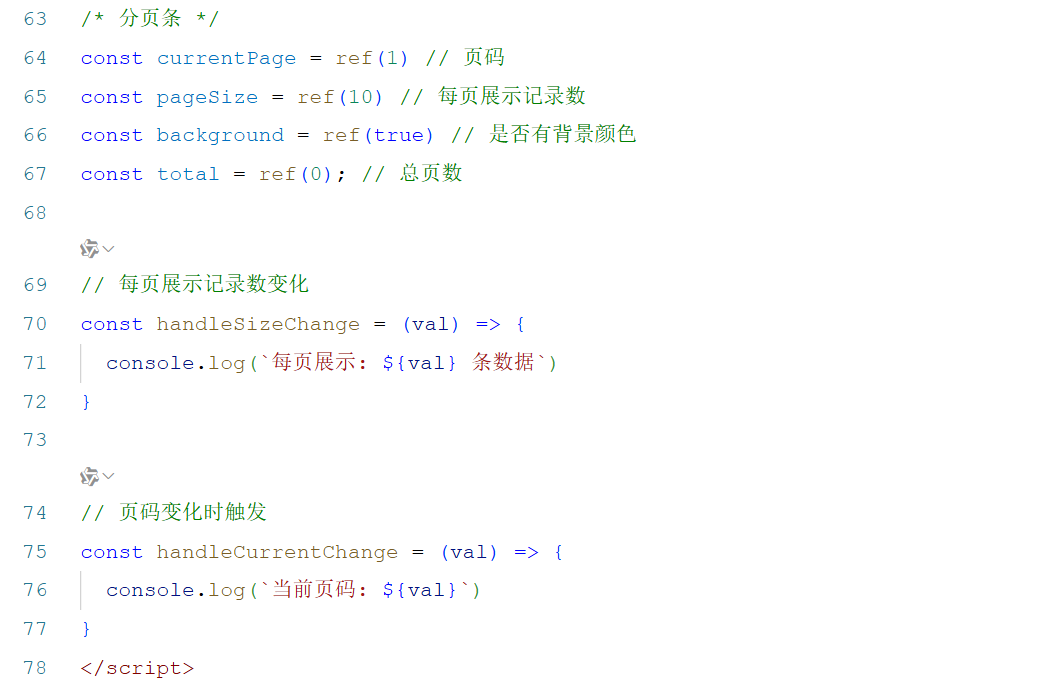 63 /* 分页条 */
64 const currentPage = ref(1) // 页码
65 const pageSize = ref(10) // 每页展示记录数
66 const background = ref(true) // 是否有背景颜色
67 const total = ref(0); // 总页数
68
69 // 每页展示记录数变化
70 const handleSizeChange = (val) => {
71   console.log(`每页展示: ${val} 条数据`)
72 }
73
74 // 页码变化时触发
75 const handleCurrentChange = (val) => {
76   console.log(`当前页码: ${val}`)
77 }
78 </script>